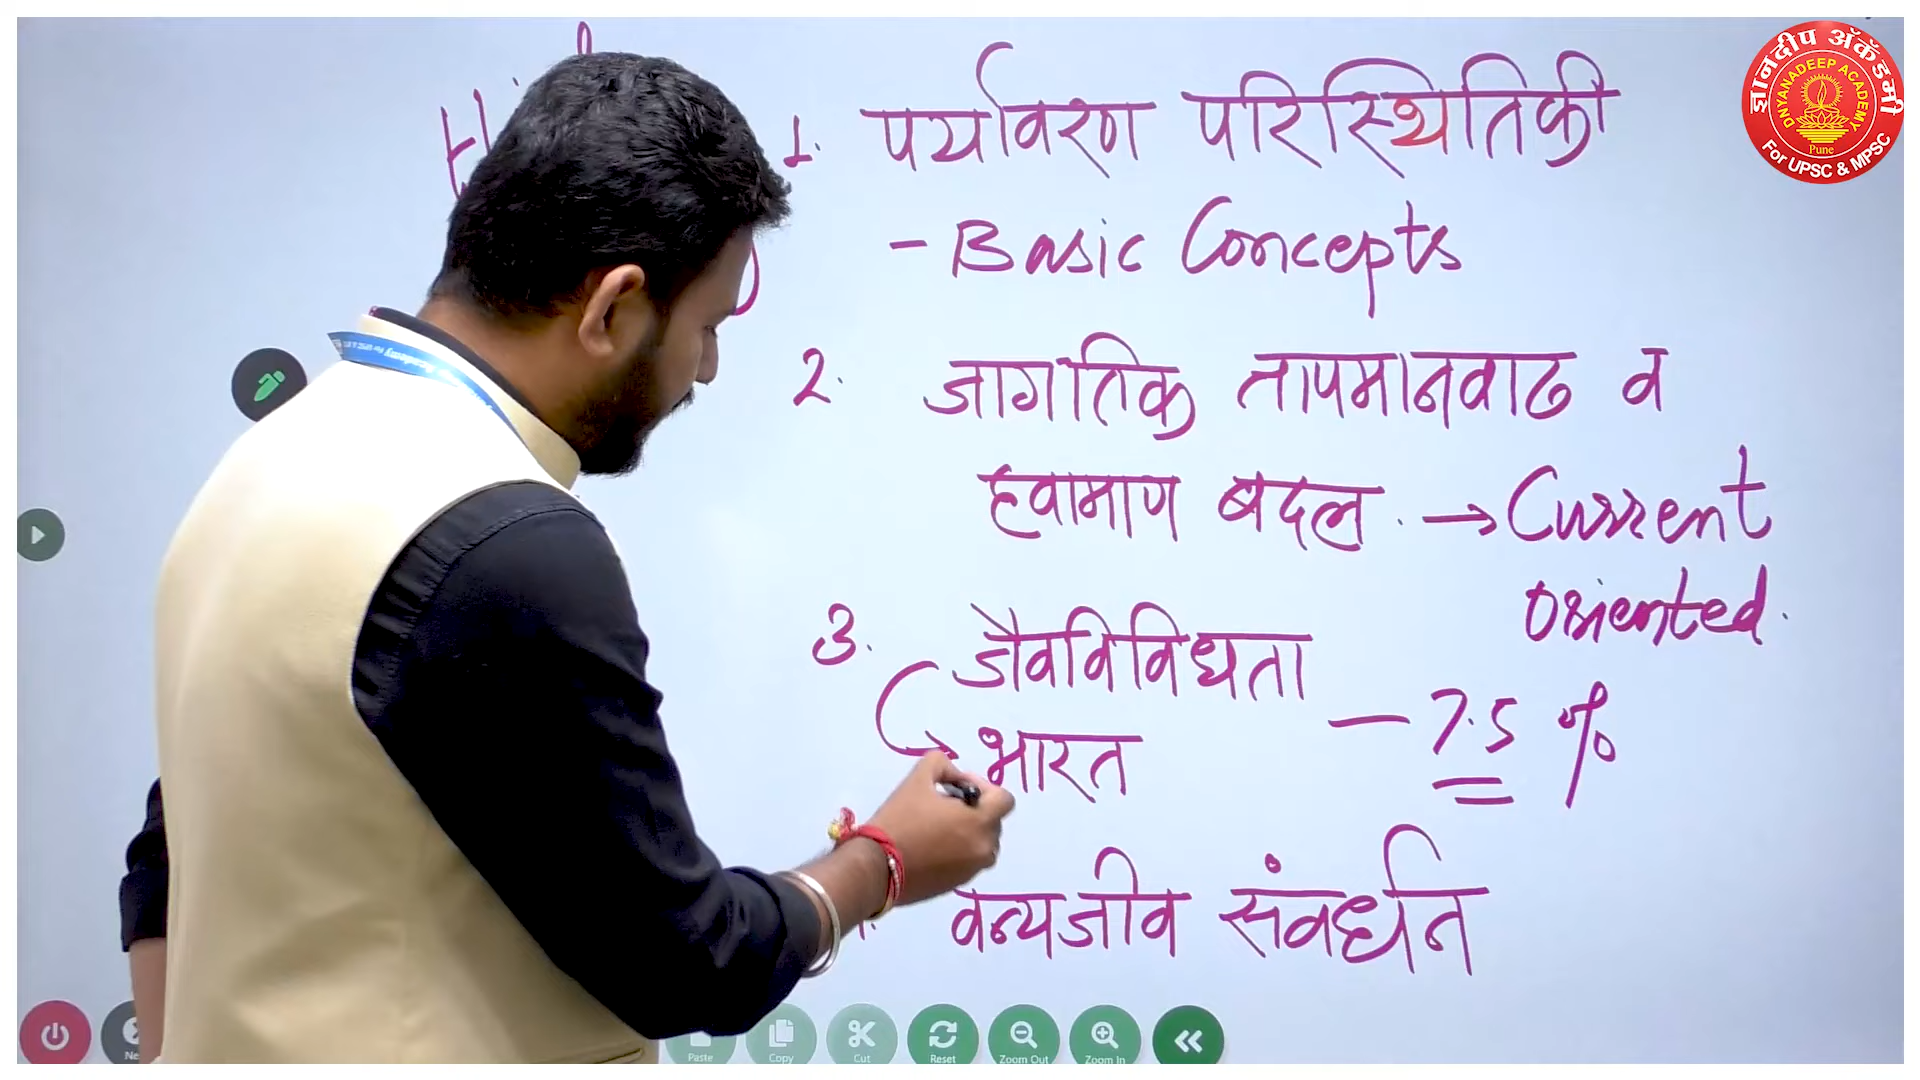 1. पर्यावरण परिस्थितिकी
- Basic Concepts
2. जागतिक तापमानवाढ व
हवामाण बदल. → Current
oriented.
3. जैवविविधता
→ भारत — 7.5 %
वन्यजीव संवर्धन
ज्ञानदीप अ‍ॅकॅडमी
DNYANADEEP ACADEMY
Pune
For UPSC & MPSC
Paste
Copy
Cut
Reset
Zoom Out
Zoom In